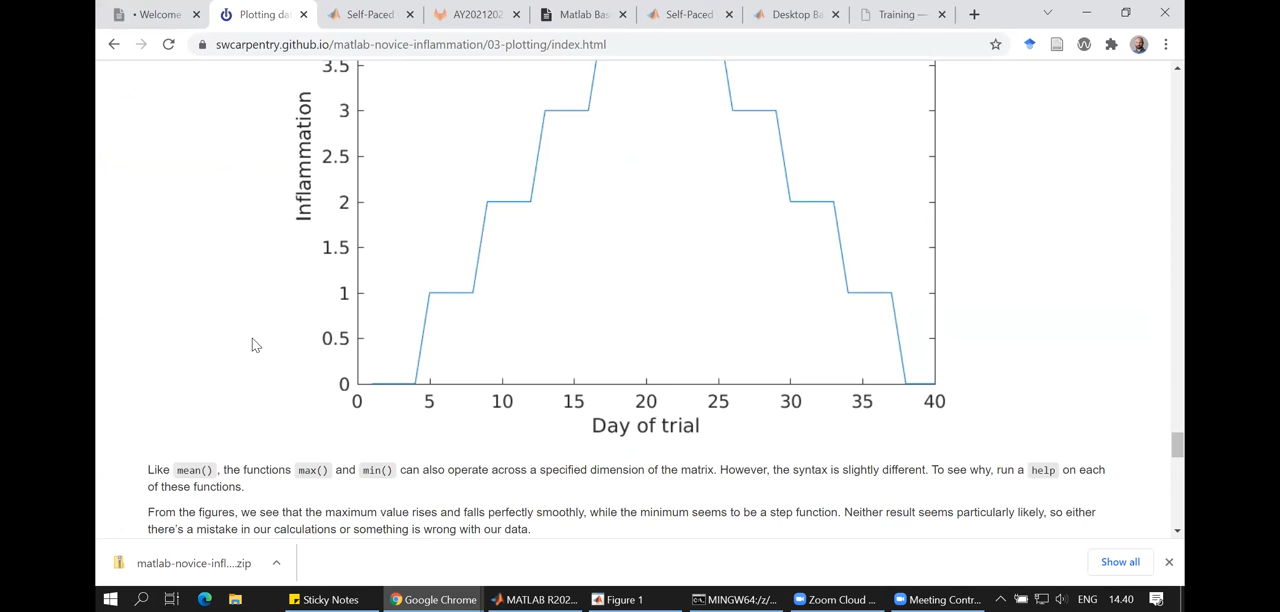 • Welcome
Plotting da
Self-Paced
AY2021202
Matlab Bas
Self-Paced
Desktop Ba
Training —
swcarpentry.github.io/matlab-novice-inflammation/03-plotting/index.html
3.5
3
2.5
2
1.5
1
0.5
0
Inflammation
0 5 10 15 20 25 30 35 40
Day of trial
Like mean() , the functions max() and min() can also operate across a specified dimension of the matrix. However, the syntax is slightly different. To see why, run a help on each
of these functions.
From the figures, we see that the maximum value rises and falls perfectly smoothly, while the minimum seems to be a step function. Neither result seems particularly likely, so either
there's a mistake in our calculations or something is wrong with our data.
matlab-novice-infl....zip
Show all
Sticky Notes
Google Chrome
MATLAB R202...
Figure 1
MINGW64:/z/...
Zoom Cloud ...
Meeting Contr...
ENG
14.40